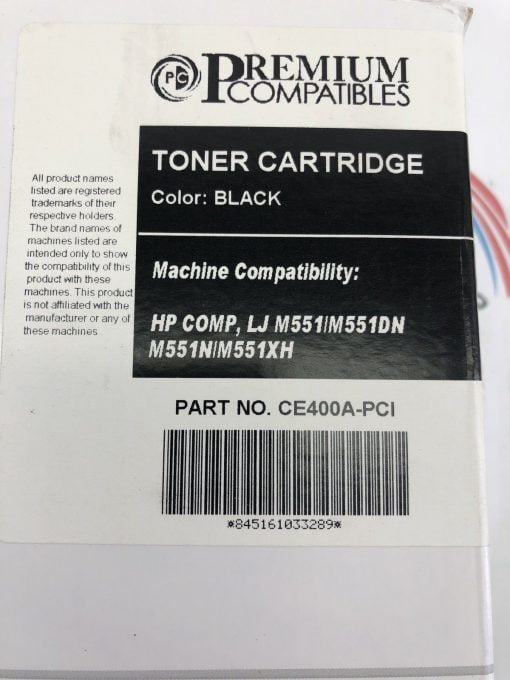 PC PREMIUM
COMPATIBLES
TONER CARTRIDGE
Color: BLACK
All product names
listed are registered
trademarks of their
respective holders.
The brand names of
machines listed are
intended only to show
the compatibility of this
product with these
machines. This product
is not affiliated with the
manufacturer or any of
these machines
Machine Compatibility:
HP COMP, LJ M551/M551DN
M551N/M551XH
PART NO. CE400A-PCI
*845161033289*